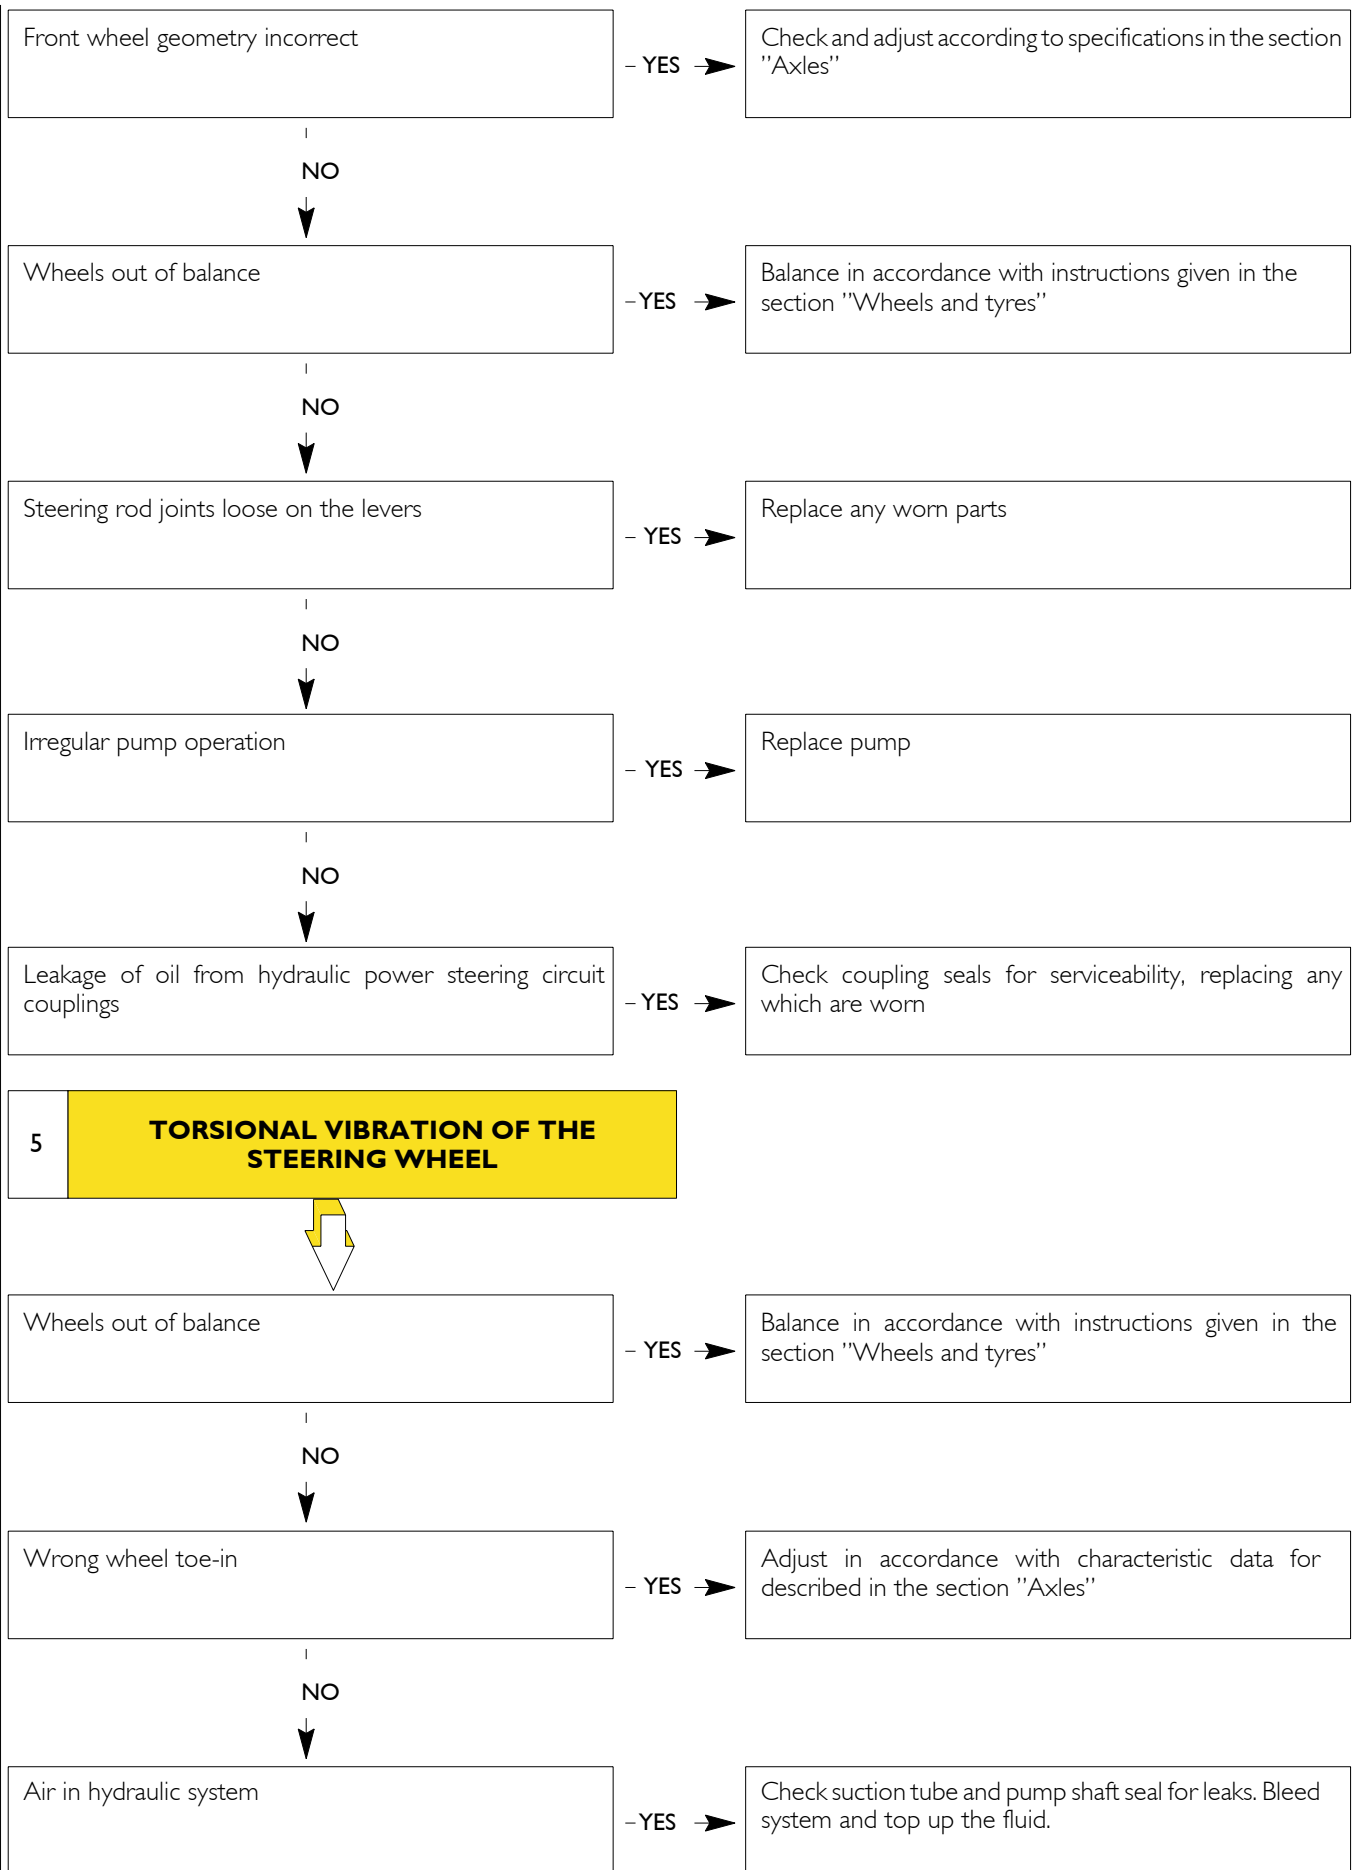 Front wheel geometry incorrect
– YES
Check and adjust according to specifications in the section
”Axles”
NO
Wheels out of balance
– YES
Balance in accordance with instructions given in the
section ”Wheels and tyres”
NO
Steering rod joints loose on the levers
– YES
Replace any worn parts
NO
Irregular pump operation
– YES
Replace pump
NO
Leakage of oil from hydraulic power steering circuit
couplings
– YES
Check coupling seals for serviceability, replacing any
which are worn
5
TORSIONAL VIBRATION OF THE
STEERING WHEEL
Wheels out of balance
– YES
Balance in accordance with instructions given in the
section ”Wheels and tyres”
NO
Wrong wheel toe-in
– YES
Adjust in accordance with characteristic data for
described in the section ”Axles”
NO
Air in hydraulic system
– YES
Check suction tube and pump shaft seal for leaks. Bleed
system and top up the fluid.